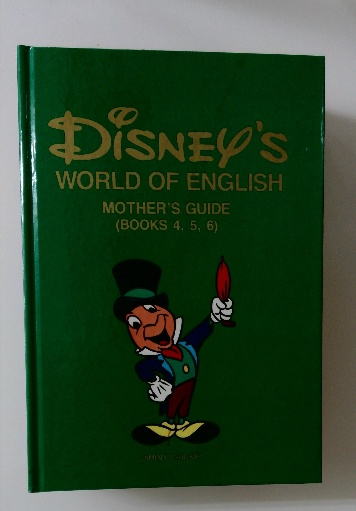 DISNEY'S
WORLD OF ENGLISH
MOTHER'S GUIDE
(BOOKS 4, 5, 6)